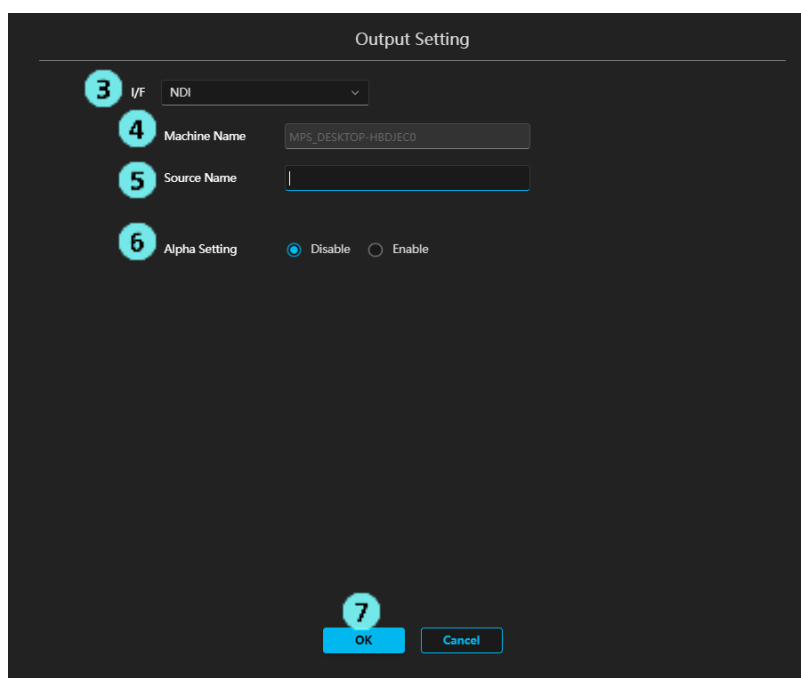 Output Setting
3 I/F NDI
4 Machine Name MPS_DESKTOP-HBDJEC0
5 Source Name
6 Alpha Setting Disable Enable
7
OK Cancel